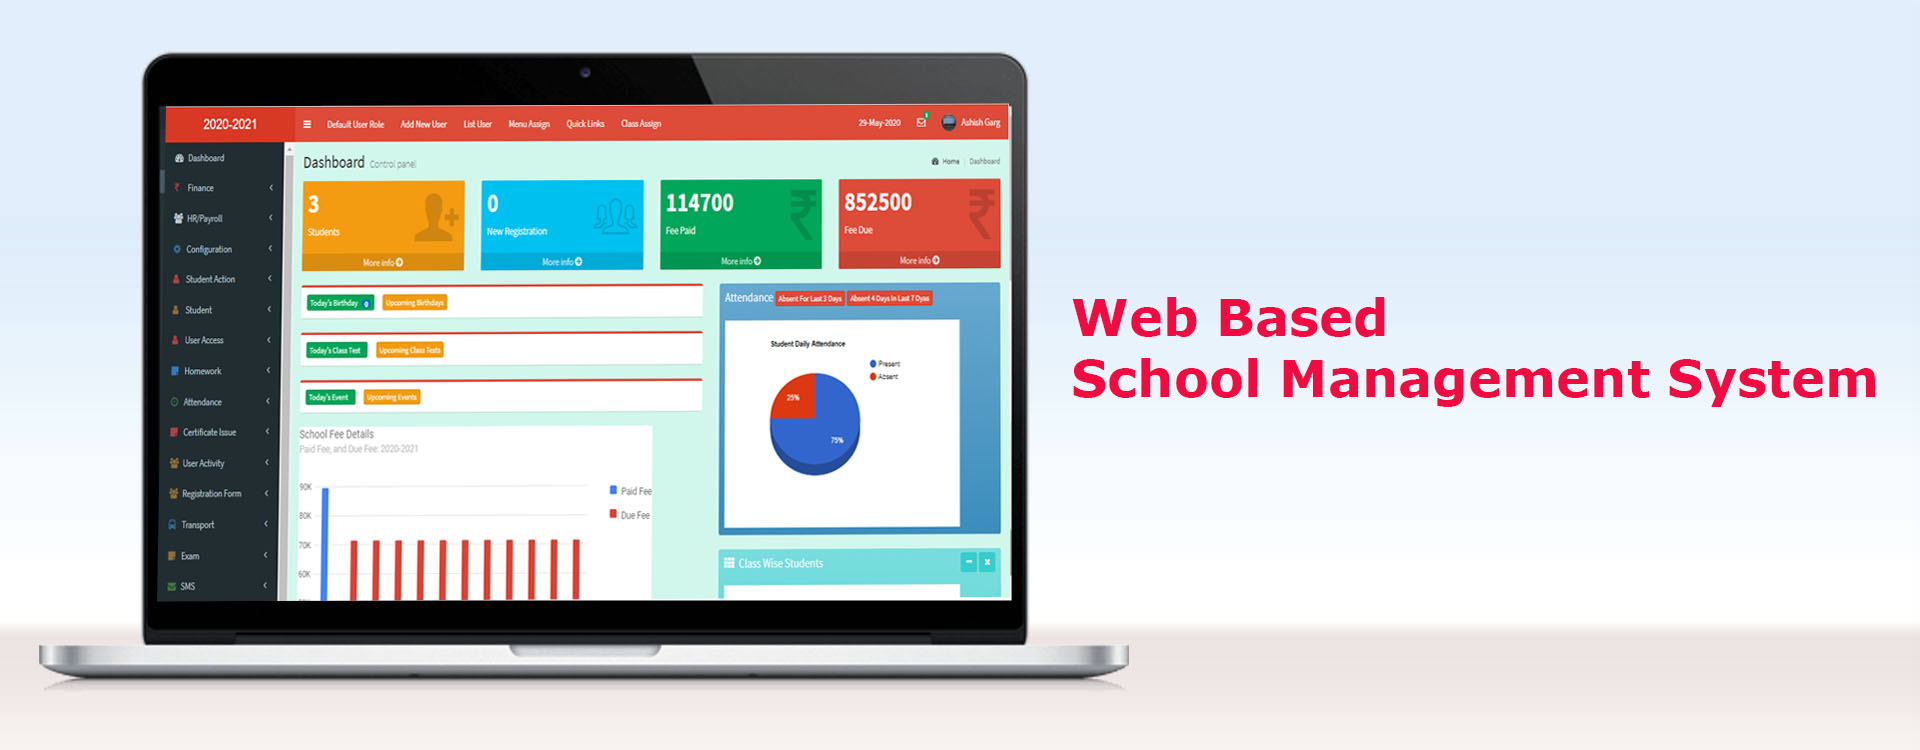 2020-2021
Default User Role Add New User List User Menu Assign Quick Links Class Assign
29-May-2020 Ashish Garg
Dashboard
Finance
HR/Payroll
Configuration
Student Action
Student
User Access
Homework
Attendance
Certificate Issue
User Activity
Registration Form
Transport
Exam
SMS
Dashboard Control panel
Home Dashboard
3
Students
More info
0
New Registration
More info
114700
Fee Paid
More info
852500
Fee Due
More info
Today's Birthday 0 Upcoming Birthdays
Today's Class Test Upcoming Class Tests
Today's Event Upcoming Events
School Fee Details
Paid Fee, and Due Fee: 2020-2021
90K
80K
70K
60K
Paid Fee
Due Fee
Attendance Absent For Last 3 Days Absent 4 Days In Last 7 Dyas
Student Daily Attendance
Present
Absent
25%
75%
Class Wise Students
Web Based
School Management System